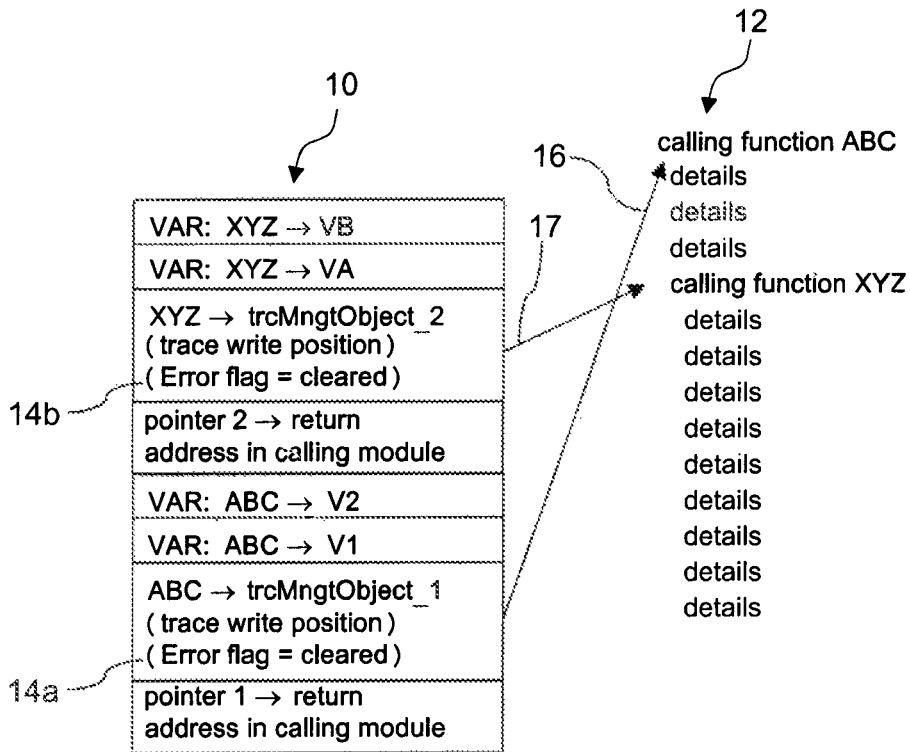 12
10
calling function ABC
16
details
details
17
details
VAR: XYZ → VB
VAR: XYZ → VA
calling function XYZ
XYZ → trcMngtObject_2
(trace write position)
(Error flag = cleared)
14b
details
details
details
details
details
details
details
details
details
pointer 2 → return
address in calling module
VAR: ABC → V2
VAR: ABC → V1
ABC → trcMngtObject_1
(trace write position)
(Error flag = cleared)
14a
pointer 1 → return
address in calling module